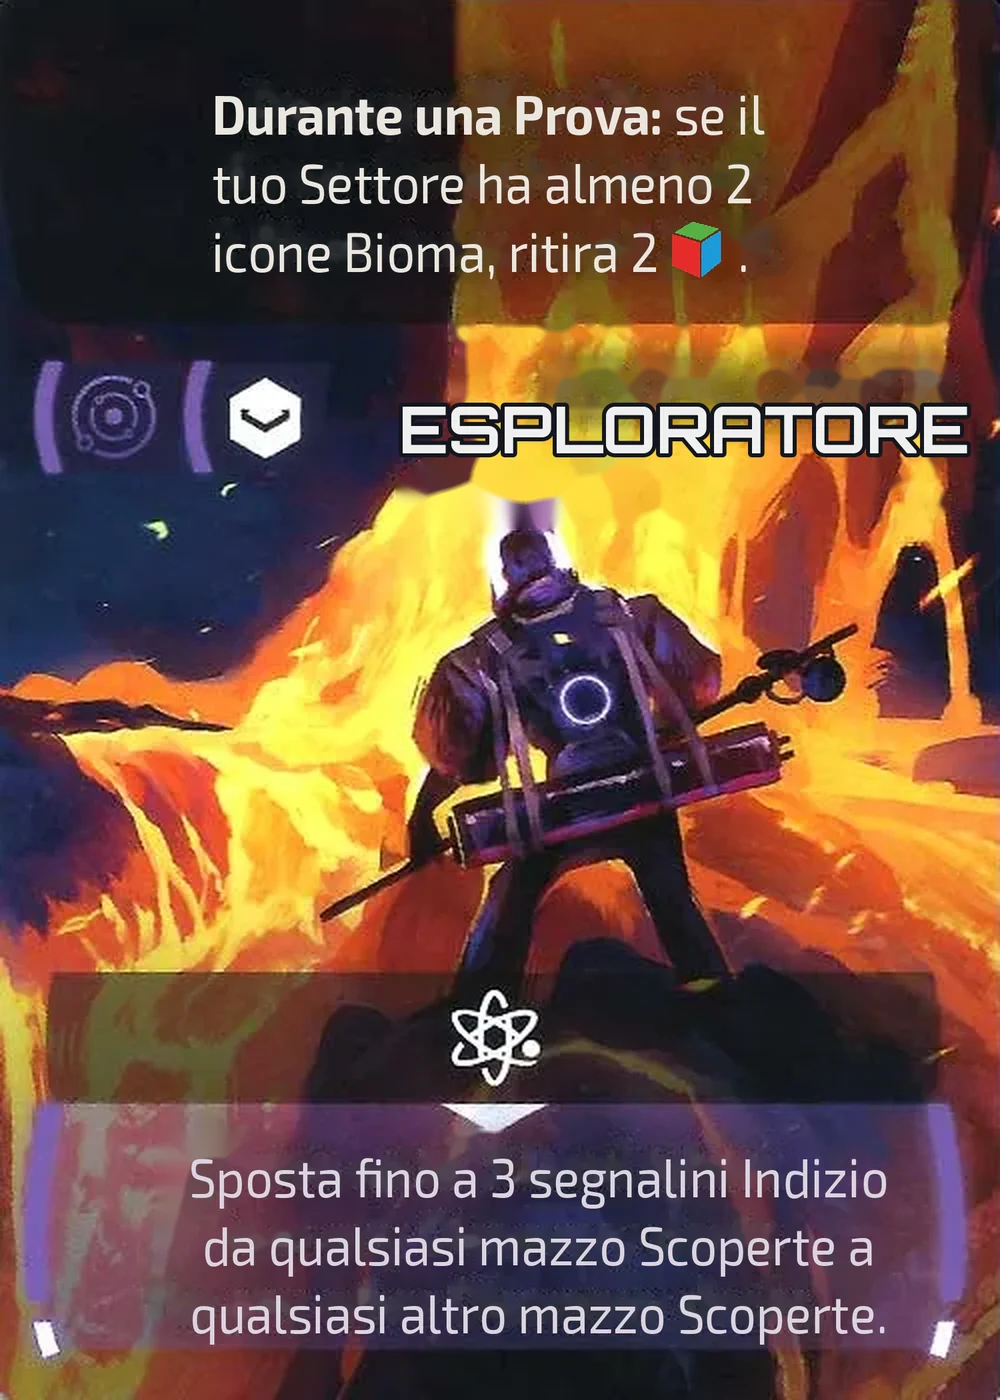 Durante una Prova: se il
tuo Settore ha almeno 2
icone Bioma, ritira 2 .
ESPLORATORE
Sposta fino a 3 segnalini Indizio
da qualsiasi mazzo Scoperte a
qualsiasi altro mazzo Scoperte.